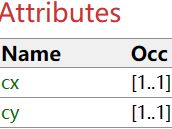 Attributes
Name Occ
cx [1..1]
cy [1..1]